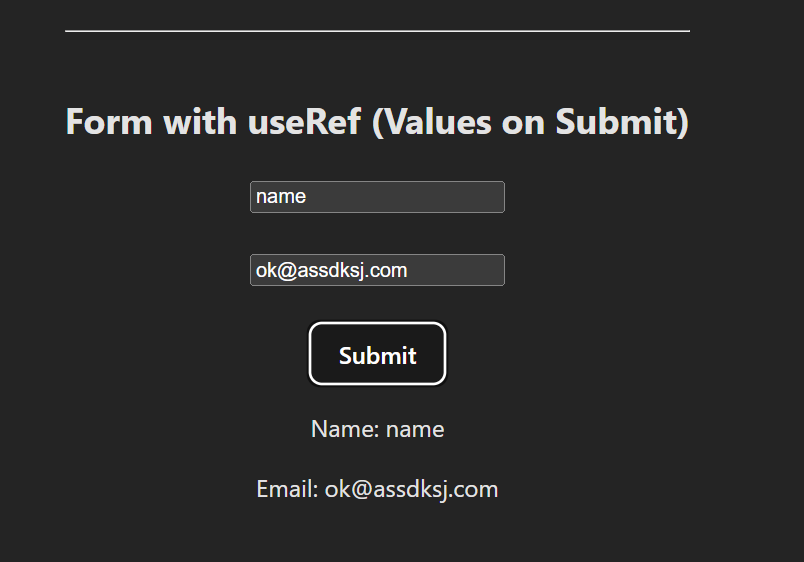 Form with useRef (Values on Submit)
name
ok@assdksj.com
Submit
Name: name
Email: ok@assdksj.com